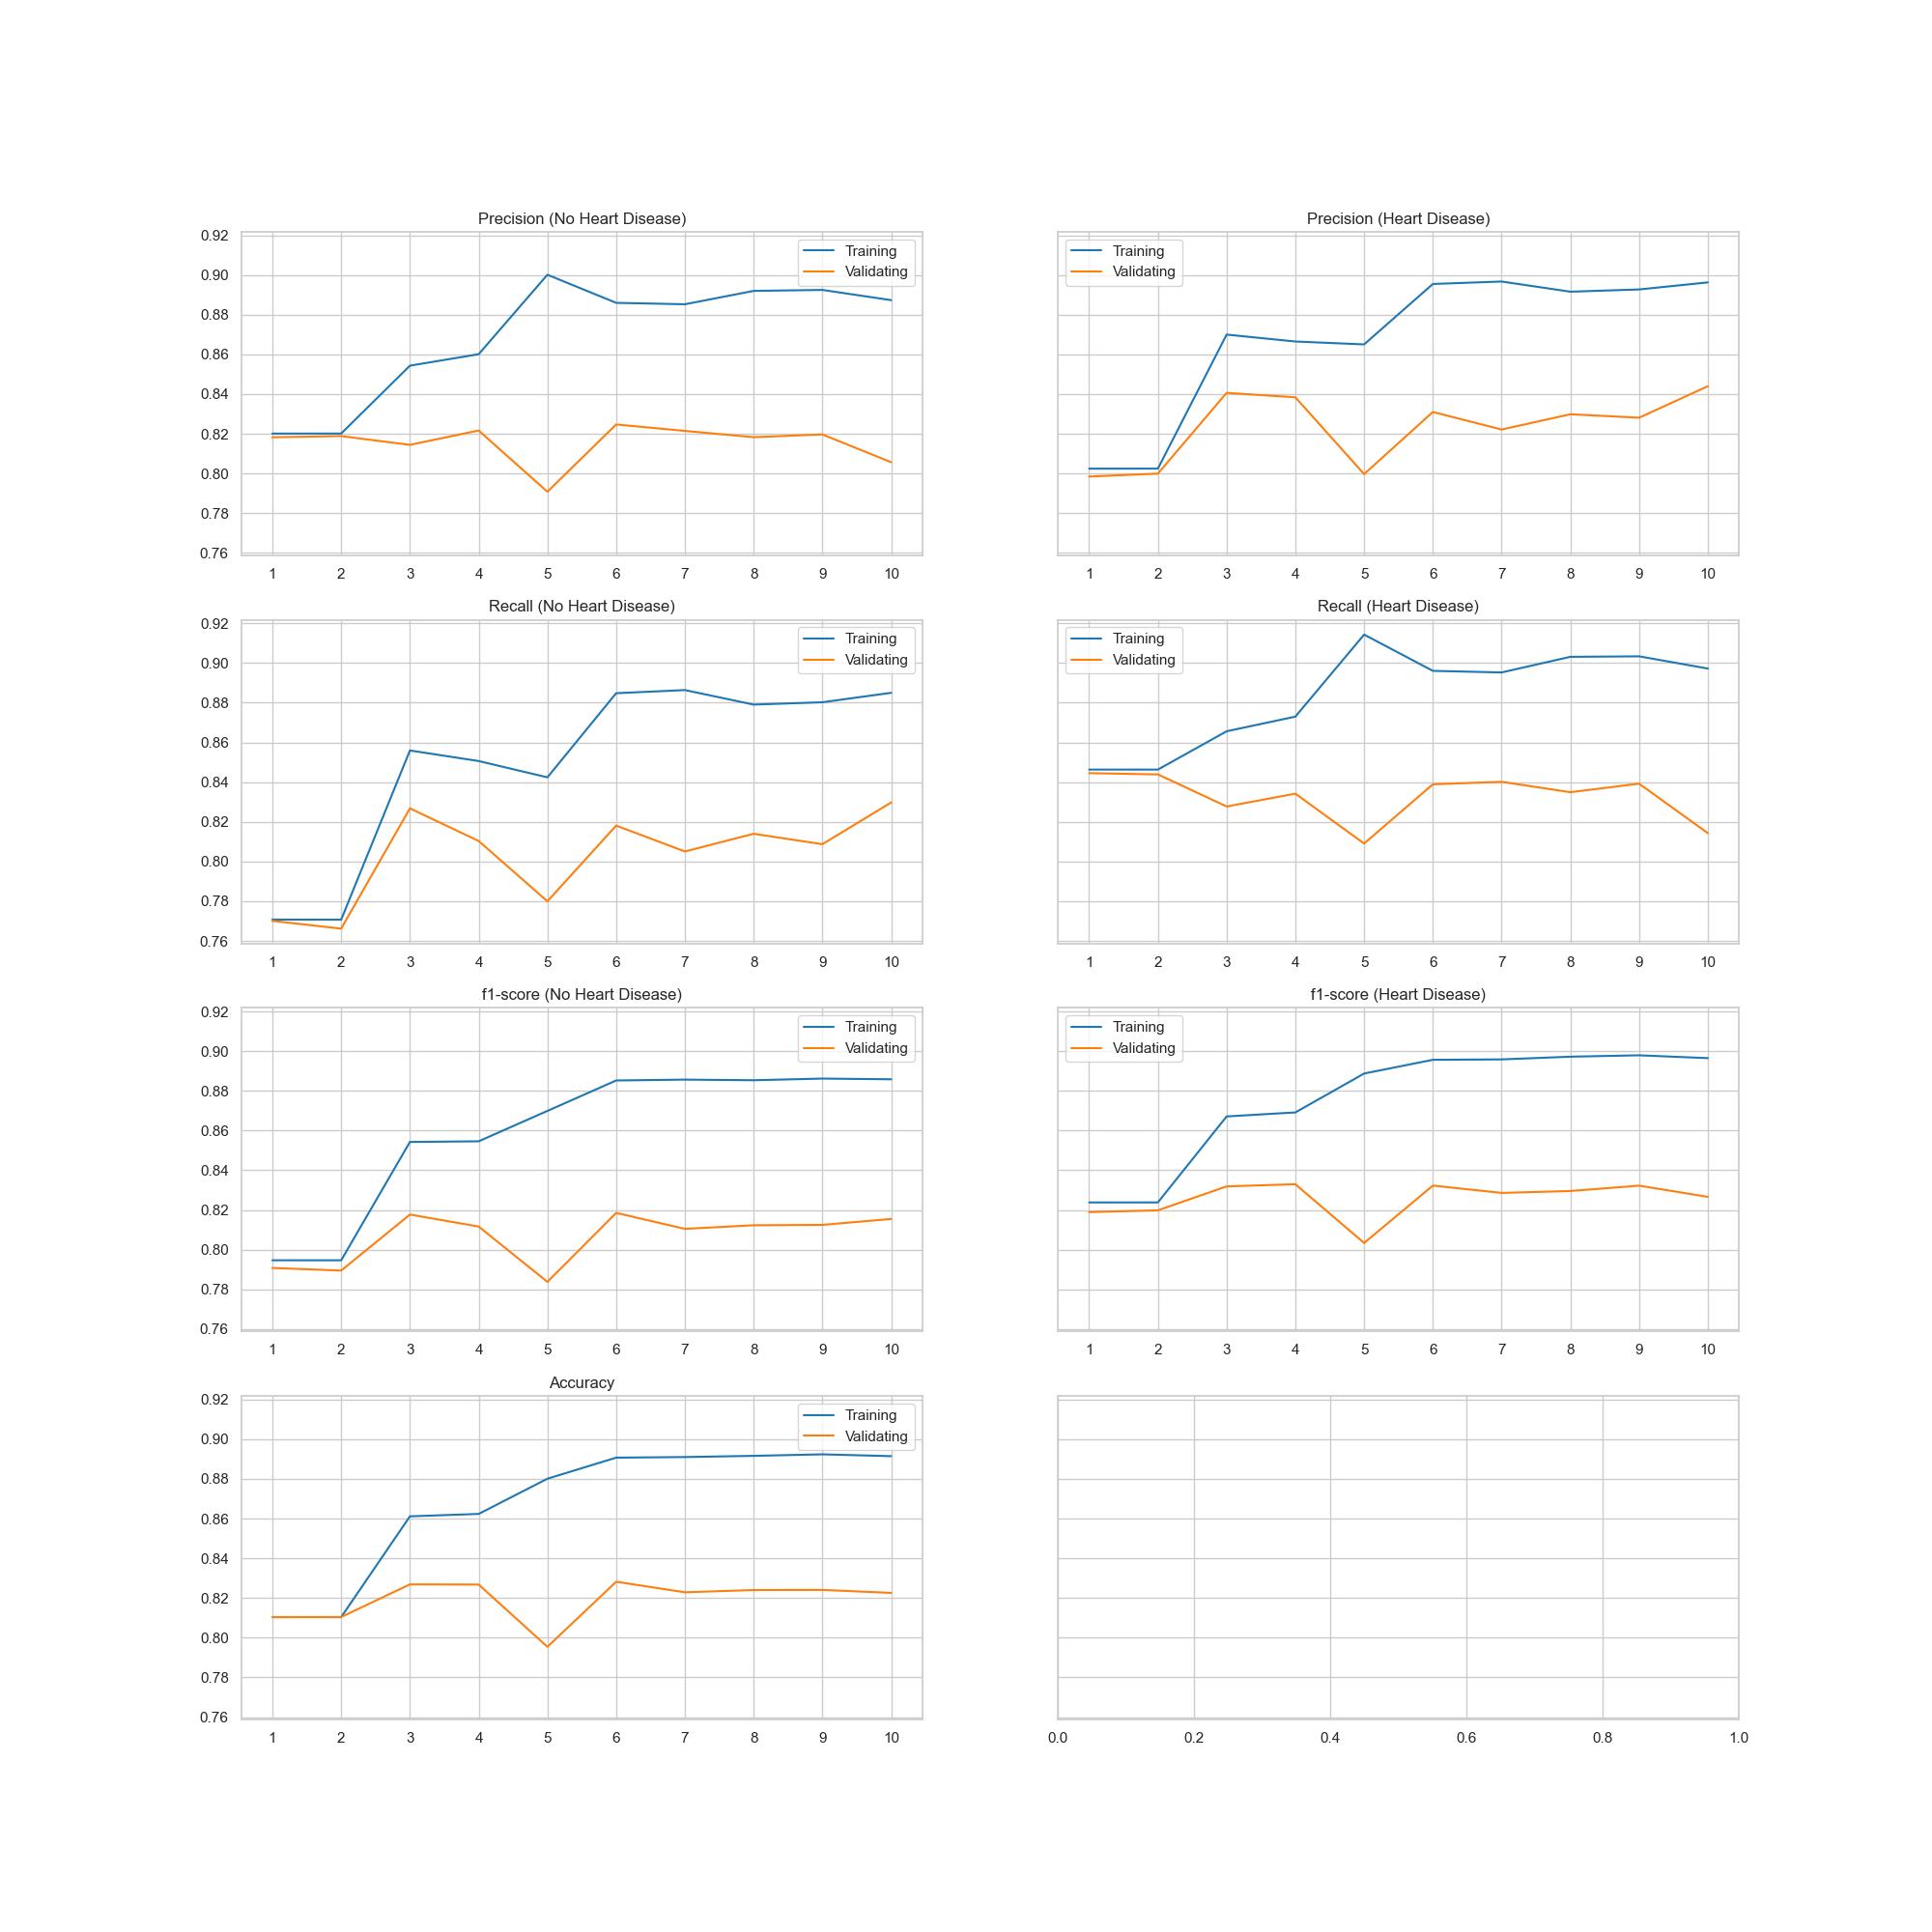 Precision (No Heart Disease)
0.92
0.90
0.88
0.86
0.84
0.82
0.80
0.78
0.76
Training
Validating
1 2 3 4 5 6 7 8 9 10
Precision (Heart Disease)
Training
Validating
1 2 3 4 5 6 7 8 9 10
Recall (No Heart Disease)
0.92
0.90
0.88
0.86
0.84
0.82
0.80
0.78
0.76
Training
Validating
1 2 3 4 5 6 7 8 9 10
Recall (Heart Disease)
Training
Validating
1 2 3 4 5 6 7 8 9 10
f1-score (No Heart Disease)
0.92
0.90
0.88
0.86
0.84
0.82
0.80
0.78
0.76
Training
Validating
1 2 3 4 5 6 7 8 9 10
f1-score (Heart Disease)
Training
Validating
1 2 3 4 5 6 7 8 9 10
Accuracy
0.92
0.90
0.88
0.86
0.84
0.82
0.80
0.78
0.76
Training
Validating
1 2 3 4 5 6 7 8 9 10
0.0 0.2 0.4 0.6 0.8 1.0